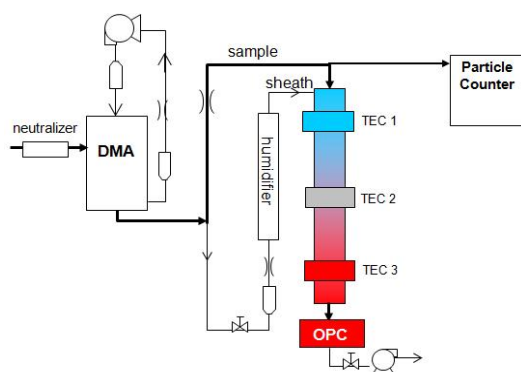 sample
sheath
Particle
Counter
neutralizer
DMA
humidifier
TEC 1
TEC 2
TEC 3
OPC